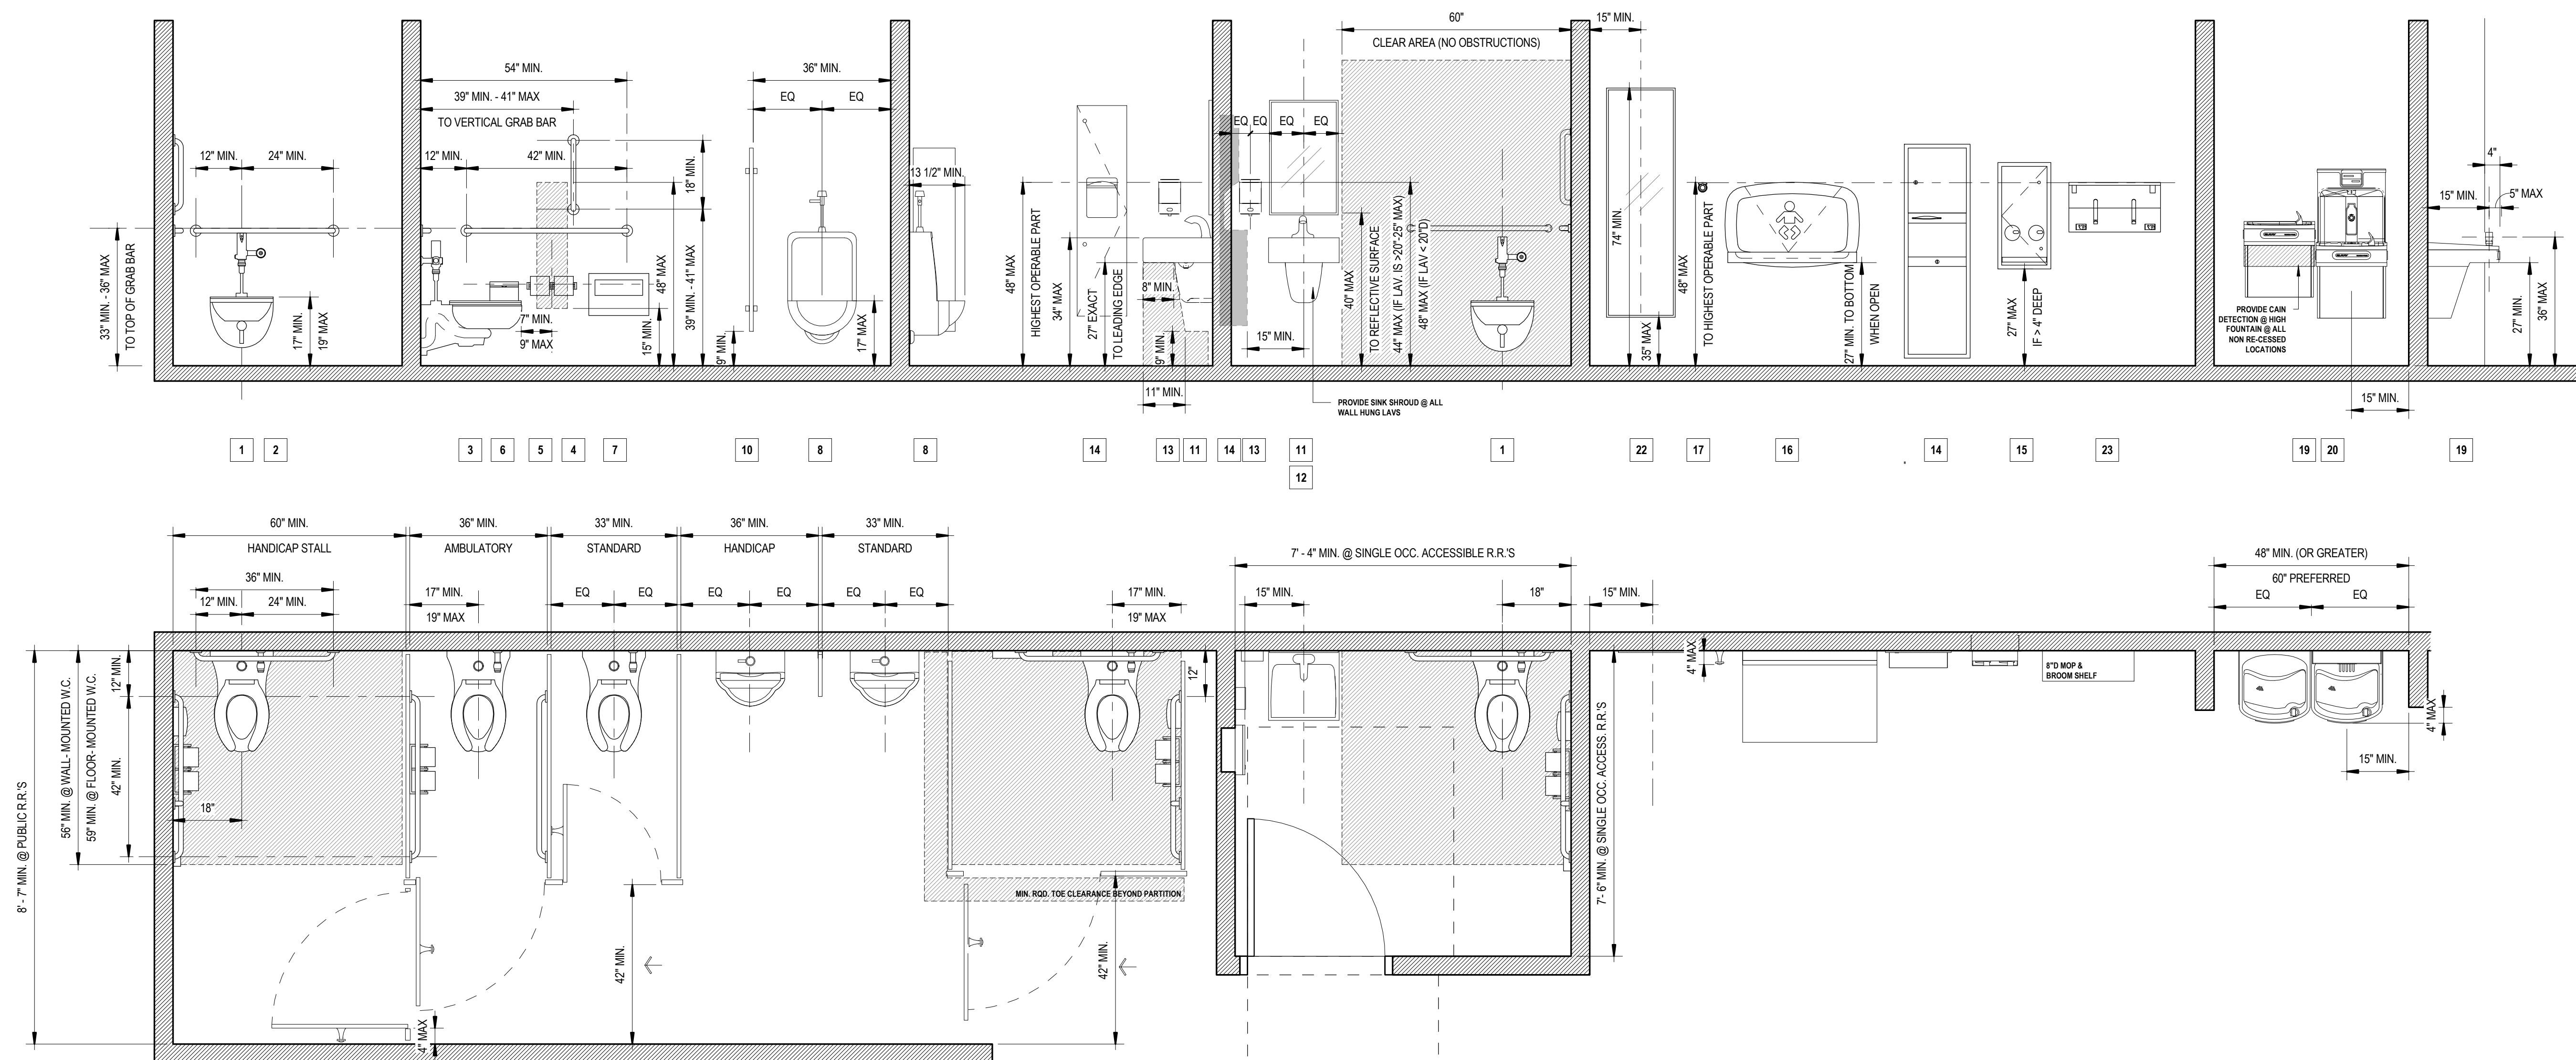 60"
CLEAR AREA (NO OBSTRUCTIONS)
15" MIN.
54" MIN.
39" MIN. - 41" MAX
TO VERTICAL GRAB BAR
36" MIN.
EQ
EQ
12" MIN.
24" MIN.
12" MIN.
42" MIN.
18" MIN.
13 1/2" MIN.
EQ
EQ
EQ
EQ
4"
15" MIN.
5" MAX
33" MIN. - 36" MAX
TO TOP OF GRAB BAR
17" MIN.
19" MAX
7" MIN.
9" MAX
15" MIN.
48" MAX
39" MIN. - 41" MAX
9" MIN.
17" MAX
48" MAX
HIGHEST OPERABLE PART
34" MAX
27" EXACT
TO LEADING EDGE
8" MIN.
9" MIN.
11" MIN.
15" MIN.
40" MAX
TO REFLECTIVE SURFACE
44" MAX (IF LAV. IS >20"-25" MAX)
48" MAX (IF LAV < 20"D)
PROVIDE SINK SHROUD @ ALL
WALL HUNG LAVS
74" MIN.
35" MAX
48" MAX
TO HIGHEST OPERABLE PART
27" MIN. TO BOTTOM
WHEN OPEN
27" MAX
IF > 4" DEEP
PROVIDE CAIN
DETECTION @ HIGH
FOUNTAIN @ ALL
NON RE-CESSED
LOCATIONS
15" MIN.
27" MIN.
36" MAX
1
2
3
6
5
4
7
10
8
8
14
13
11
14
13
11
12
1
22
17
16
14
15
23
19
20
19
60" MIN.
HANDICAP STALL
36" MIN.
AMBULATORY
33" MIN.
STANDARD
36" MIN.
HANDICAP
33" MIN.
STANDARD
7' - 4" MIN. @ SINGLE OCC. ACCESSIBLE R.R.'S
48" MIN. (OR GREATER)
60" PREFERRED
36" MIN.
12" MIN.
24" MIN.
17" MIN.
19" MAX
EQ
EQ
EQ
EQ
EQ
EQ
17" MIN.
19" MAX
15" MIN.
18"
15" MIN.
EQ
EQ
8' - 7" MIN. @ PUBLIC R.R.'S
56" MIN. @ WALL- MOUNTED W.C.
59" MIN. @ FLOOR- MOUNTED W.C.
12" MIN.
42" MIN.
18"
12"
4" MAX
8"D MOP &
BROOM SHELF
4" MAX
15" MIN.
7'- 6" MIN. @ SINGLE OCC. ACCESS. R.R.'S
MIN. RQD. TOE CLEARANCE BEYOND PARTITION
42" MIN.
42" MIN.
4" MAX